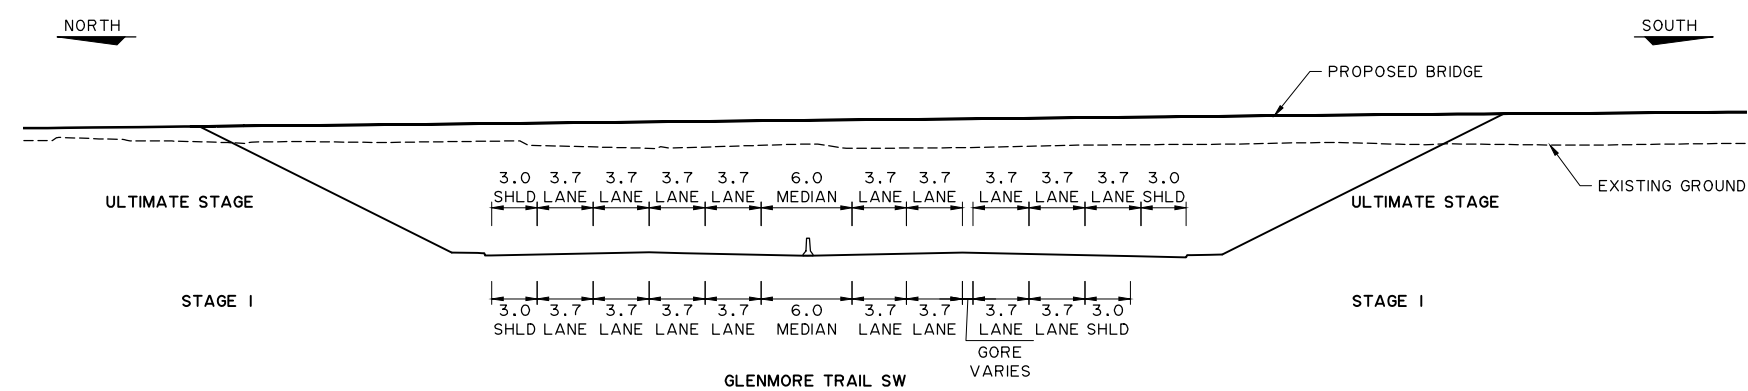 NORTH
SOUTH
PROPOSED BRIDGE
3.0 3.7 3.7 3.7 3.7 6.0 3.7 3.7 3.7 3.7 3.7 3.0
SHLD LANE LANE LANE LANE MEDIAN LANE LANE LANE LANE LANE SHLD
EXISTING GROUND
ULTIMATE STAGE
ULTIMATE STAGE
STAGE 1
STAGE 1
3.0 3.7 3.7 3.7 3.7 6.0 3.7 3.7 3.7 3.7 3.0
SHLD LANE LANE LANE LANE MEDIAN LANE LANE LANE LANE SHLD
GORE
VARIES
GLENMORE TRAIL SW